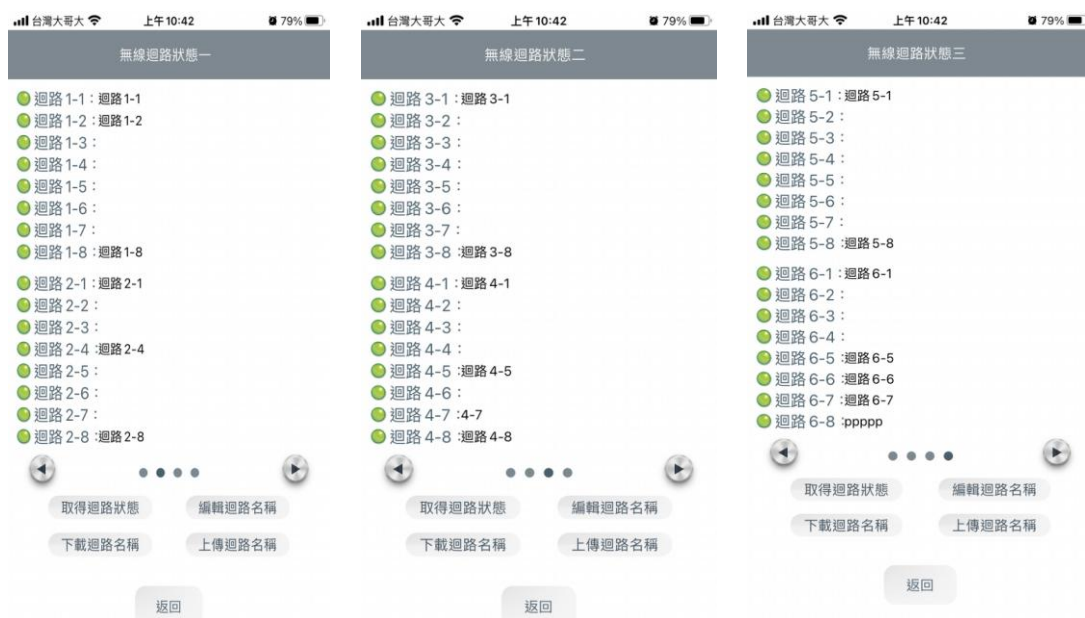 台灣大哥大 上午10:42 79%
無線迴路狀態一
迴路 1-1：迴路1-1
迴路 1-2：迴路1-2
迴路 1-3：
迴路 1-4：
迴路 1-5：
迴路 1-6：
迴路 1-7：
迴路 1-8：迴路1-8
迴路 2-1：迴路2-1
迴路 2-2：
迴路 2-3：
迴路 2-4：迴路2-4
迴路 2-5：
迴路 2-6：
迴路 2-7：
迴路 2-8：迴路2-8
取得迴路狀態 編輯迴路名稱
下載迴路名稱 上傳迴路名稱
返回
台灣大哥大 上午10:42 79%
無線迴路狀態二
迴路 3-1：迴路3-1
迴路 3-2：
迴路 3-3：
迴路 3-4：
迴路 3-5：
迴路 3-6：
迴路 3-7：
迴路 3-8：迴路3-8
迴路 4-1：迴路4-1
迴路 4-2：
迴路 4-3：
迴路 4-4：
迴路 4-5：迴路4-5
迴路 4-6：
迴路 4-7：4-7
迴路 4-8：迴路4-8
取得迴路狀態 編輯迴路名稱
下載迴路名稱 上傳迴路名稱
返回
台灣大哥大 上午10:42 79%
無線迴路狀態三
迴路 5-1：迴路5-1
迴路 5-2：
迴路 5-3：
迴路 5-4：
迴路 5-5：
迴路 5-6：
迴路 5-7：
迴路 5-8：迴路5-8
迴路 6-1：迴路6-1
迴路 6-2：
迴路 6-3：
迴路 6-4：
迴路 6-5：迴路6-5
迴路 6-6：迴路6-6
迴路 6-7：迴路6-7
迴路 6-8：ppppp
取得迴路狀態 編輯迴路名稱
下載迴路名稱 上傳迴路名稱
返回